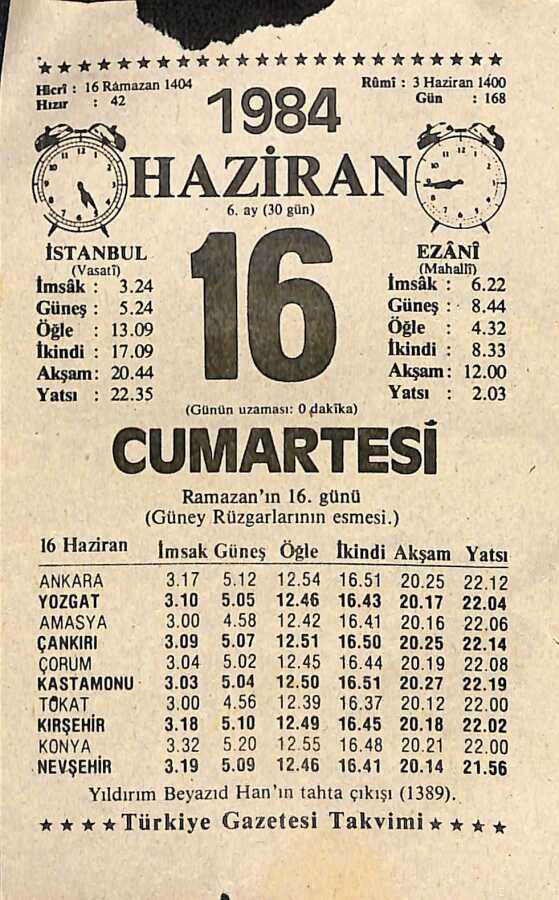 ★★★★★★★★★★★★★★★★★★★★★★★★
Hicrî : 16 Ramazan 1404
Hızır : 42
Rûmî : 3 Haziran 1400
Gün : 168
1984
HAZİRAN
6. ay (30 gün)
16
İSTANBUL
(Vasatî)
İmsâk : 3.24
Güneş : 5.24
Öğle : 13.09
İkindi : 17.09
Akşam : 20.44
Yatsı : 22.35
EZÂNÎ
(Mahallî)
İmsâk : 6.22
Güneş : 8.44
Öğle : 4.32
İkindi : 8.33
Akşam : 12.00
Yatsı : 2.03
(Günün uzaması: 0 dakika)
CUMARTESİ
Ramazan'ın 16. günü
(Güney Rüzgarlarının esmesi.)
16 Haziran İmsak Güneş Öğle İkindi Akşam Yatsı
ANKARA 3.17 5.12 12.54 16.51 20.25 22.12
YOZGAT 3.10 5.05 12.46 16.43 20.17 22.04
AMASYA 3.00 4.58 12.42 16.41 20.16 22.06
ÇANKIRI 3.09 5.07 12.51 16.50 20.25 22.14
ÇORUM 3.04 5.02 12.45 16.44 20.19 22.08
KASTAMONU 3.03 5.04 12.50 16.51 20.27 22.19
TOKAT 3.00 4.56 12.39 16.37 20.12 22.00
KIRŞEHİR 3.18 5.10 12.49 16.45 20.18 22.02
KONYA 3.32 5.20 12.55 16.48 20.21 22.00
NEVŞEHİR 3.19 5.09 12.46 16.41 20.14 21.56
Yıldırım Beyazıd Han'ın tahta çıkışı (1389).
★★★★Türkiye Gazetesi Takvimi★★★★